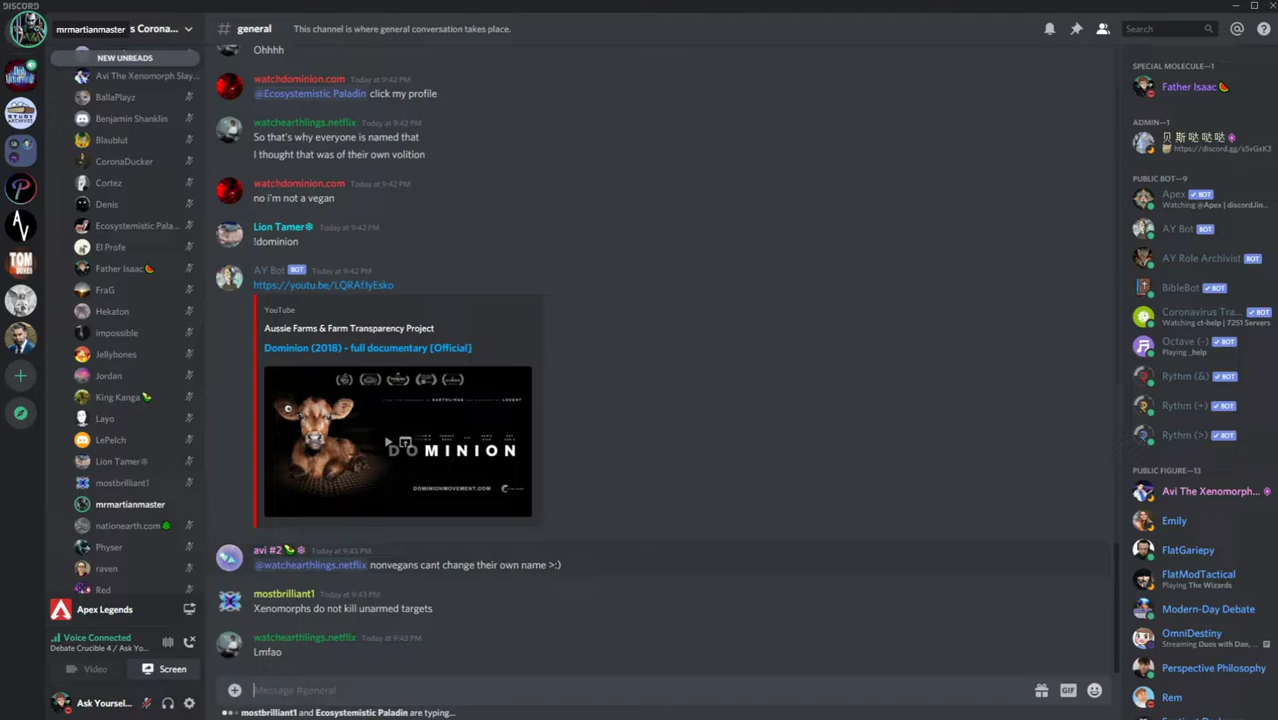 DISCORD
mrmartianmaster
s Corona...
NEW UNREADS
Avi The Xenomorph Slay...
BallaPlayz
Benjamin Shanklin
Blaublut
CoronaDucker
Cortez
Denis
Ecosystemistic Pala...
El Profe
Father Isaac
FraG
Hekaton
impossible
Jellybones
Jordan
King Kanga
Layo
LePelch
Lion Tamer
mostbrilliant1
mrmartianmaster
nationearth.com
Physer
raven
Red
Apex Legends
Voice Connected
Debate Crucible 4 / Ask Yo...
Video
Screen
Ask Yoursel...
STUDY
ARCHIVES
AV
TOM
BOXES
# general
This channel is where general conversation takes place.
Search
Ohhhh
watchdominion.com Today at 9:42 PM
@Ecosystemistic Paladin click my profile
watchearthlings.netflix Today at 9:42 PM
So that's why everyone is named that
I thought that was of their own volition
watchdominion.com Today at 9:42 PM
no i'm not a vegan
Lion Tamer Today at 9:42 PM
!dominion
AY Bot BOT Today at 9:42 PM
https://youtu.be/LQRAfJyEsko
YouTube
Aussie Farms & Farm Transparency Project
Dominion (2018) - full documentary [Official]
DOMINION
DOMINIONMOVEMENT.COM
avi #2 Today at 9:43 PM
@watchearthlings.netflix nonvegans cant change their own name >:)
mostbrilliant1 Today at 9:43 PM
Xenomorphs do not kill unarmed targets
watchearthlings.netflix Today at 9:43 PM
Lmfao
Message #general
GIF
mostbrilliant1 and Ecosystemistic Paladin are typing...
SPECIAL MOLECULE—1
Father Isaac
ADMIN—1
贝斯哒哒哒
https://discord.gg/s5vGxK3
PUBLIC BOT—9
Apex BOT
Watching @Apex | discord.lin...
AY Bot BOT
AY Role Archivist BOT
BibleBot BOT
Coronavirus Tra... BOT
Watching ct-help | 7251 Servers
Octave (-) BOT
Playing _help
Rythm (&) BOT
Rythm (+) BOT
Rythm (>) BOT
PUBLIC FIGURE—13
Avi The Xenomorph...
Emily
FlatGariepy
FlatModTactical
Playing The Wizards
Modern-Day Debate
OmniDestiny
Streaming Duos with Dan, ...
Perspective Philosophy
Rem